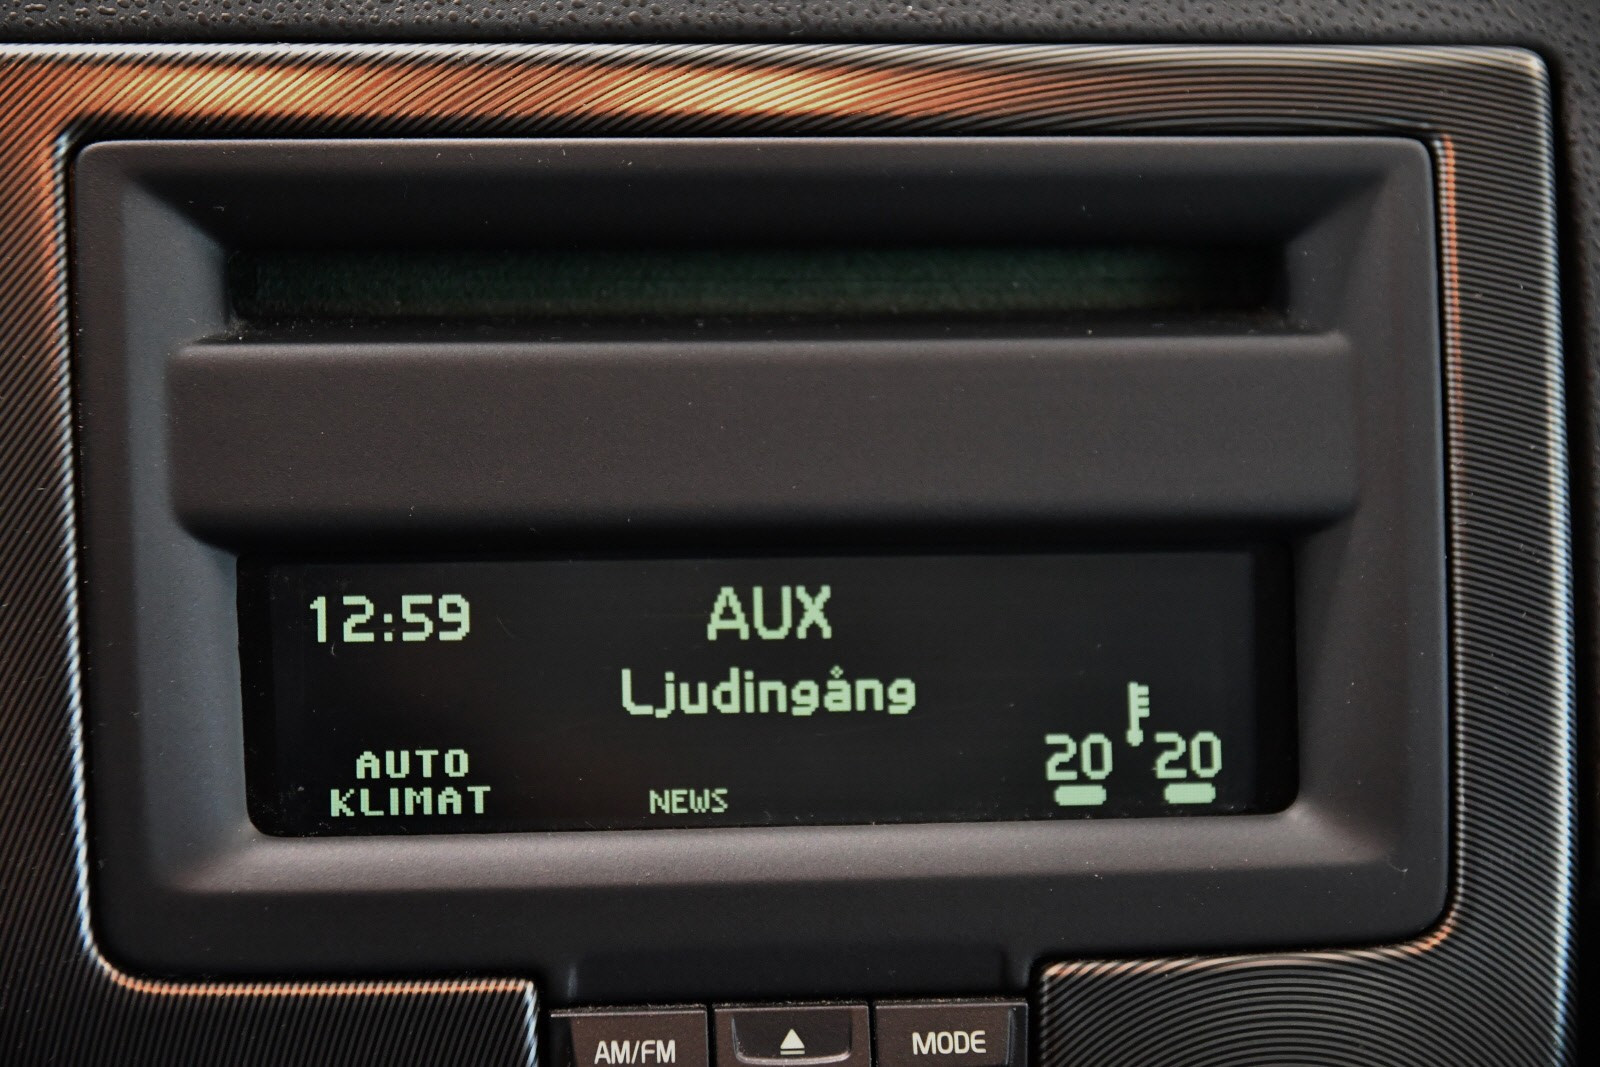 12:59
AUX
Ljudingång
AUTO
KLIMAT
NEWS
20 20
AM/FM
MODE